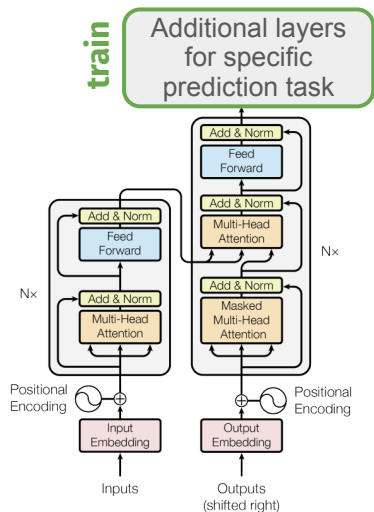 train
Additional layers
for specific
prediction task
Add & Norm
Feed
Forward
Add & Norm
Multi-Head
Attention
Add & Norm
Masked
Multi-Head
Attention
Nx
Positional
Encoding
Output
Embedding
Outputs
(shifted right)
Add & Norm
Feed
Forward
Add & Norm
Multi-Head
Attention
Nx
Positional
Encoding
Input
Embedding
Inputs